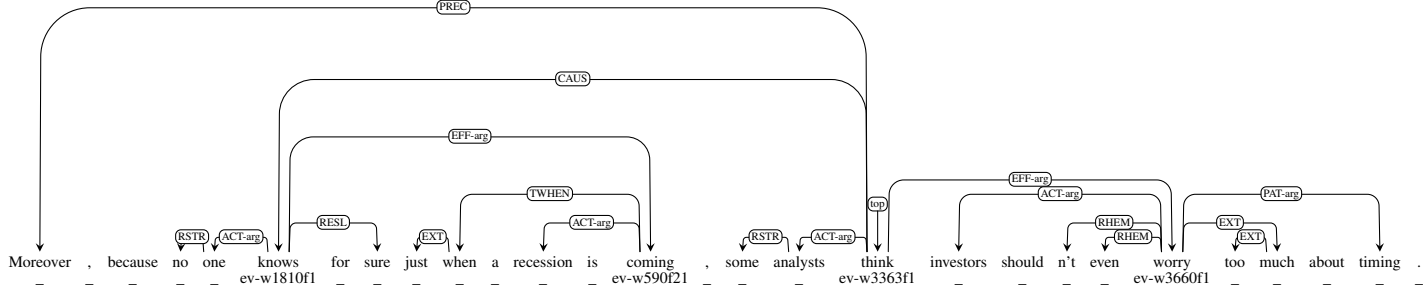 PREC
CAUS
EFF-arg
EFF-arg
TWHEN ACT-arg PAT-arg
top
RESL ACT-arg RHEM EXT
RSTR ACT-arg EXT RSTR ACT-arg RHEM EXT
Moreover , because no one knows for sure just when a recession is coming , some analysts think investors should n't even worry too much about timing .
_ _ _ _ _ ev-w1810f1 _ _ _ _ _ _ _ ev-w590f21 _ _ _ ev-w3363f1 _ _ _ _ ev-w3660f1 _ _ _ _ _